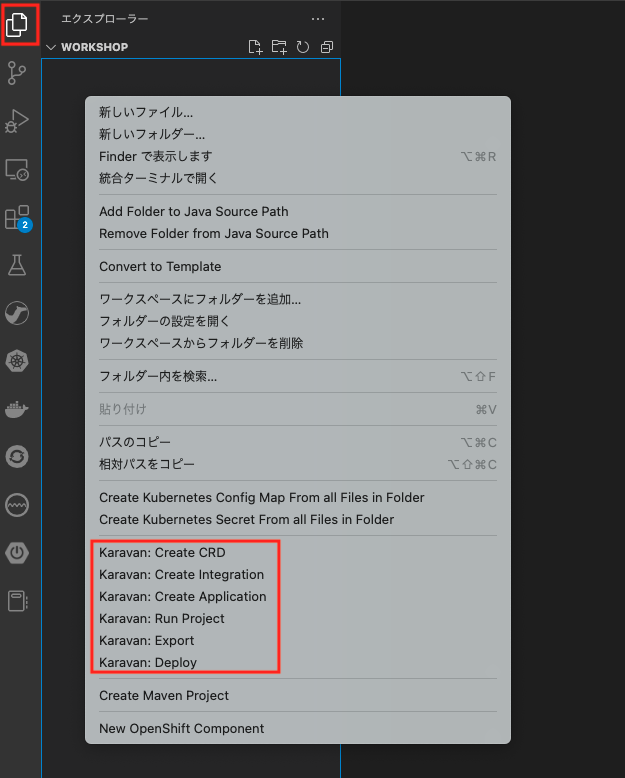 エクスプローラー ...
WORKSHOP
2
新しいファイル...
新しいフォルダー...
Finder で表示します ⌥⌘R
統合ターミナルで開く
Add Folder to Java Source Path
Remove Folder from Java Source Path
Convert to Template
ワークスペースにフォルダーを追加...
フォルダーの設定を開く
ワークスペースからフォルダーを削除
フォルダー内を検索... ⌥⇧F
貼り付け ⌘V
パスのコピー ⌥⌘C
相対パスをコピー ⌥⇧⌘C
Create Kubernetes Config Map From all Files in Folder
Create Kubernetes Secret From all Files in Folder
Karavan: Create CRD
Karavan: Create Integration
Karavan: Create Application
Karavan: Run Project
Karavan: Export
Karavan: Deploy
Create Maven Project
New OpenShift Component